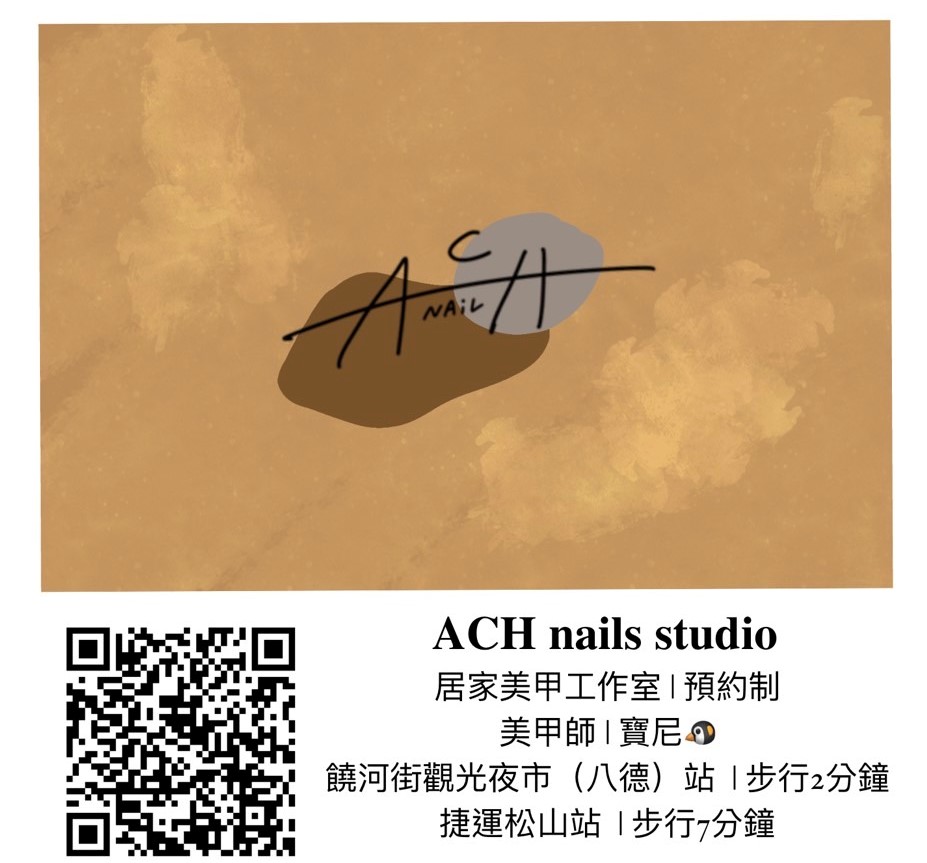 A C H
NAiL
ACH nails studio
居家美甲工作室 | 預約制
美甲師 | 寶尼🐧
饒河街觀光夜市（八德）站 | 步行2分鐘
捷運松山站 | 步行7分鐘